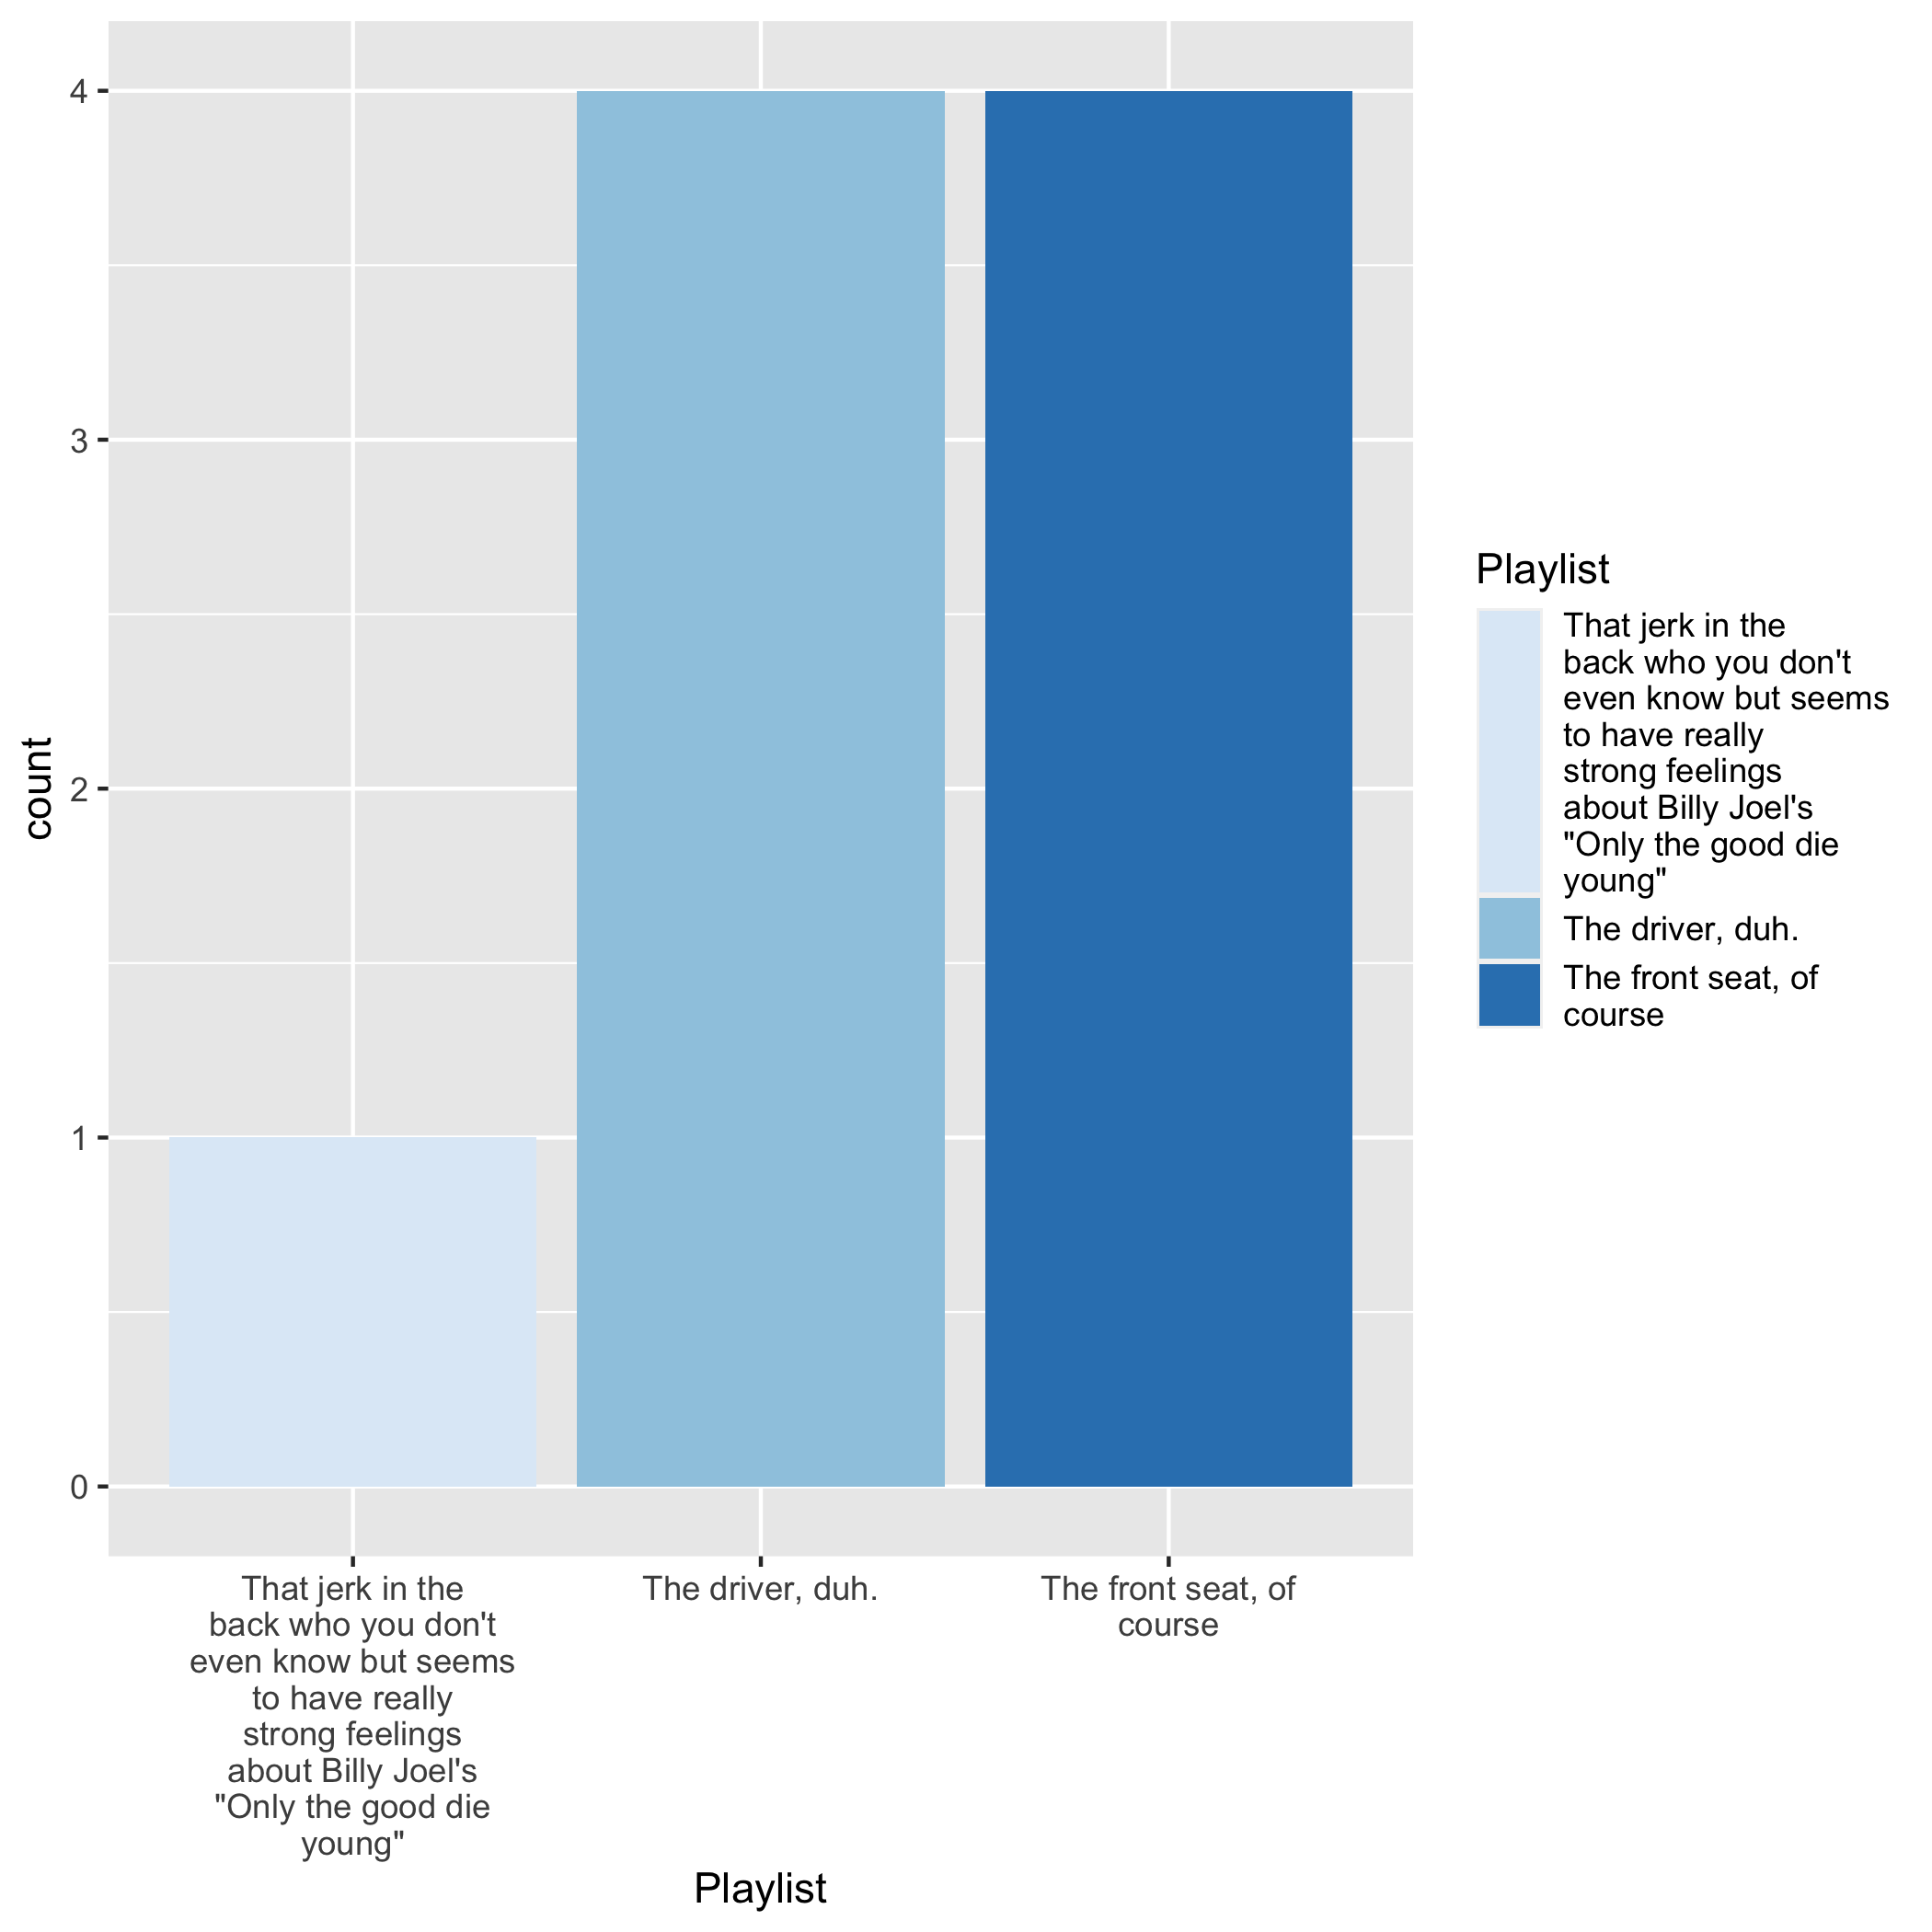 4
3
2
1
0
count
That jerk in the
back who you don't
even know but seems
to have really
strong feelings
about Billy Joel's
"Only the good die
young"
The driver, duh.
The front seat, of
course
Playlist
Playlist
That jerk in the
back who you don't
even know but seems
to have really
strong feelings
about Billy Joel's
"Only the good die
young"
The driver, duh.
The front seat, of
course